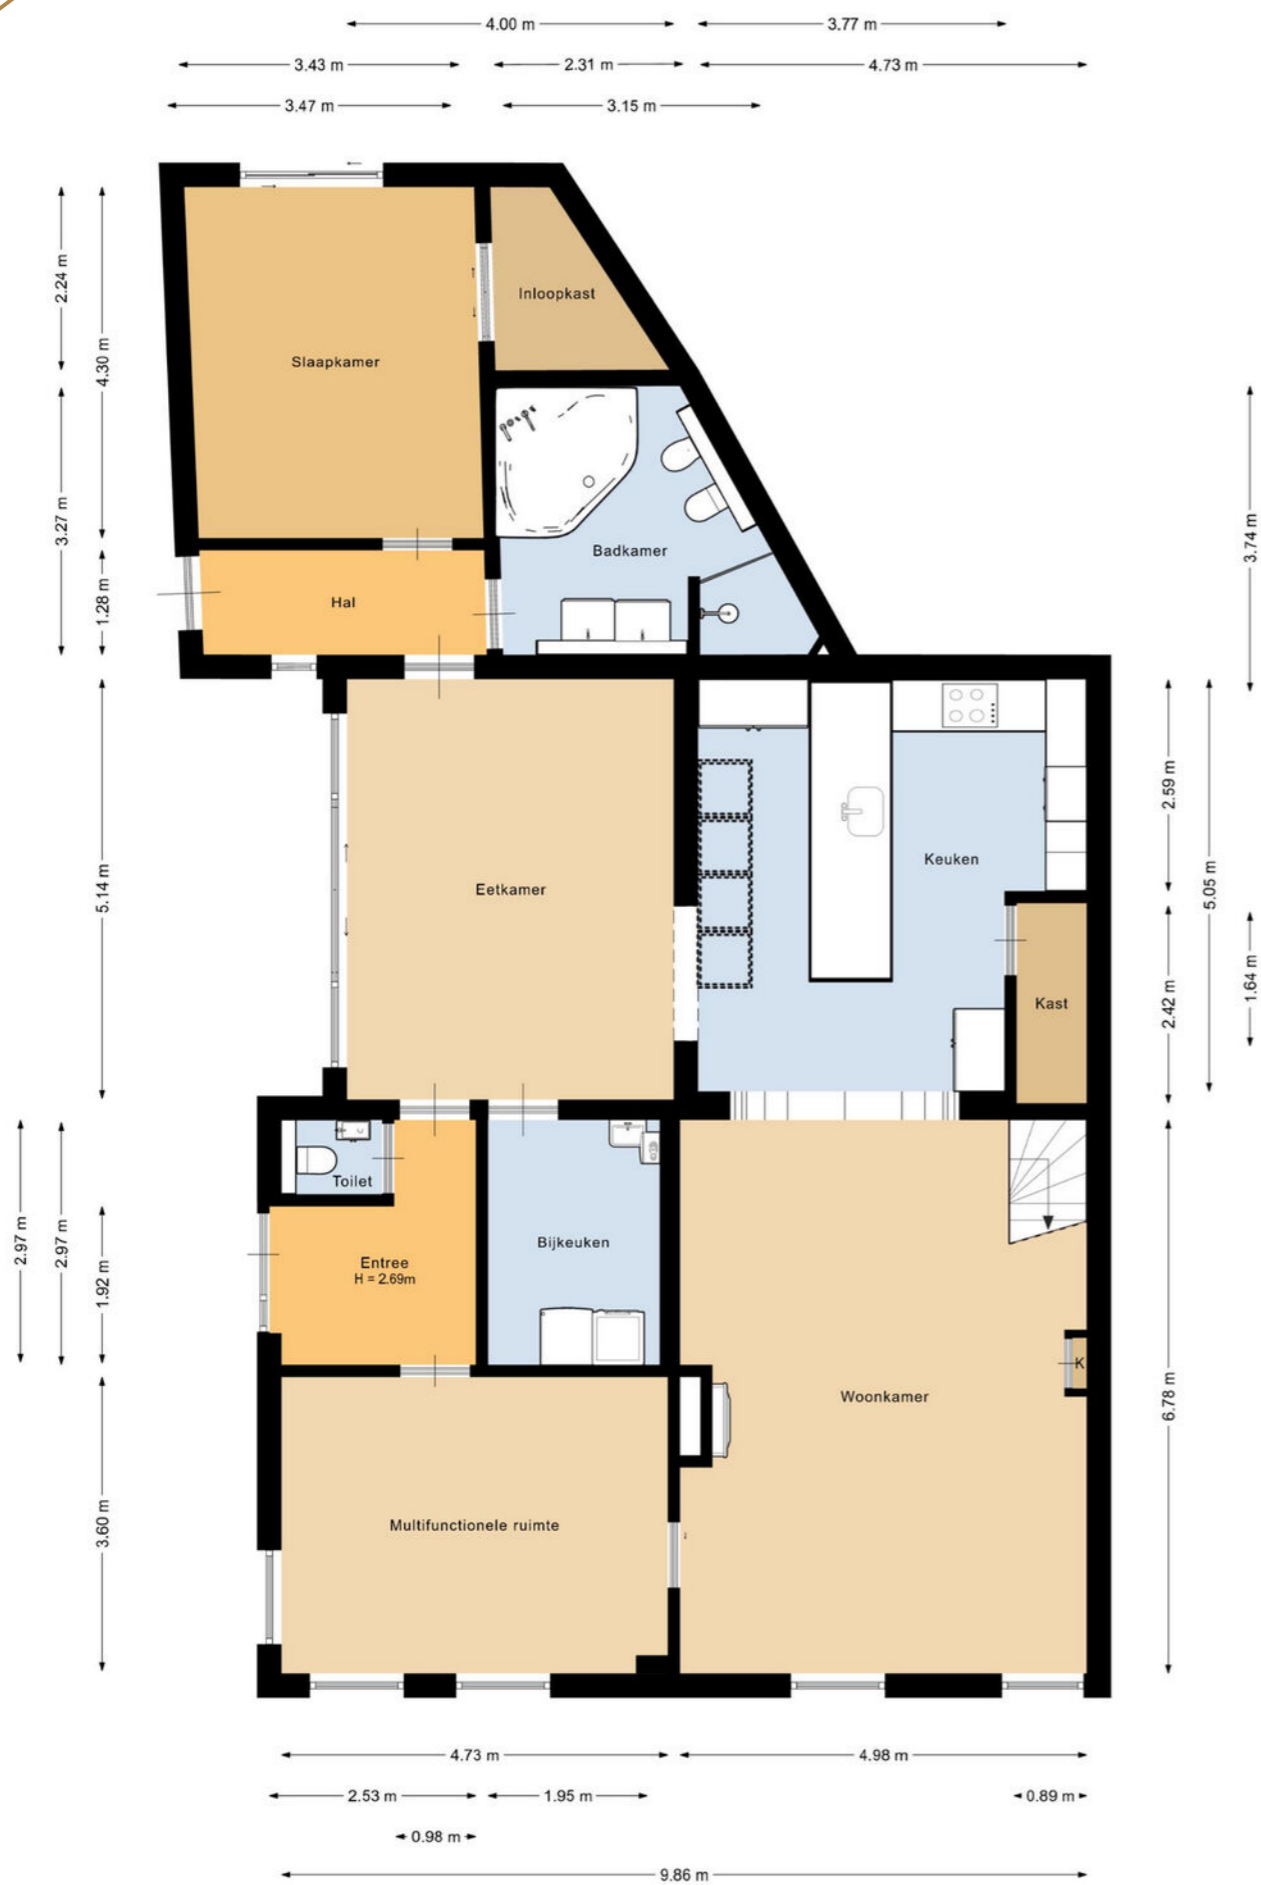 4.00 m
3.77 m
3.43 m
2.31 m
4.73 m
3.47 m
3.15 m
2.24 m
4.30 m
Inloopkast
Slaapkamer
3.27 m
3.74 m
Badkamer
1.28 m
Hal
2.59 m
Keuken
5.14 m
Eetkamer
5.05 m
1.64 m
2.42 m
Kast
Toilet
2.97 m
2.97 m
1.92 m
Bijkeuken
Entree
H = 2.69m
K
Woonkamer
6.78 m
3.60 m
Multifunctionele ruimte
4.73 m
4.98 m
2.53 m
1.95 m
0.89 m
0.98 m
9.86 m